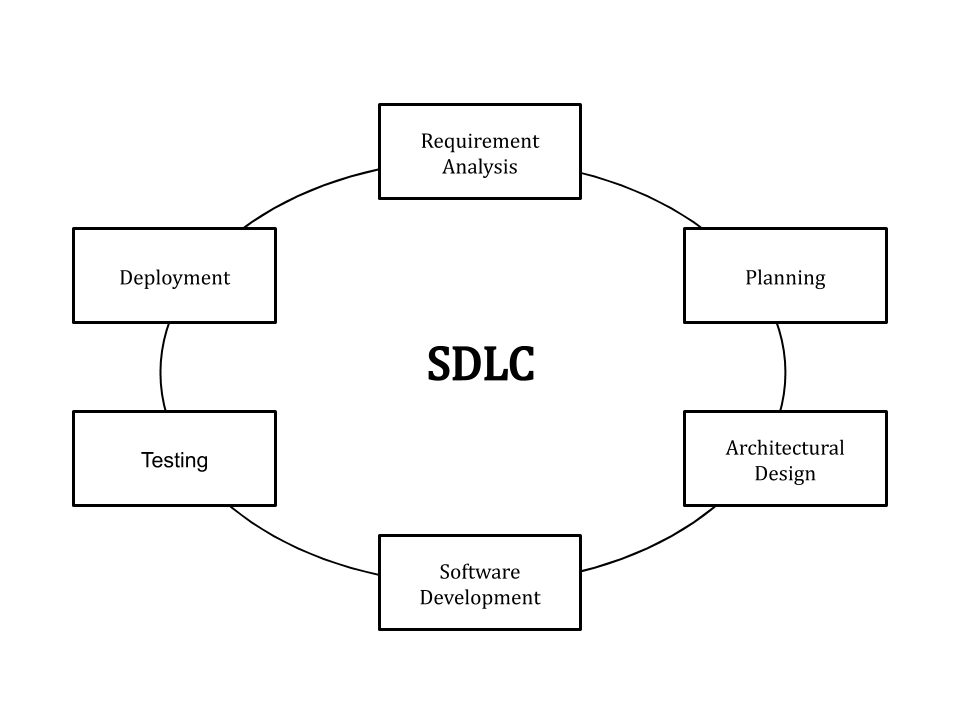 Requirement
Analysis
Deployment
Planning
SDLC
Testing
Architectural
Design
Software
Development